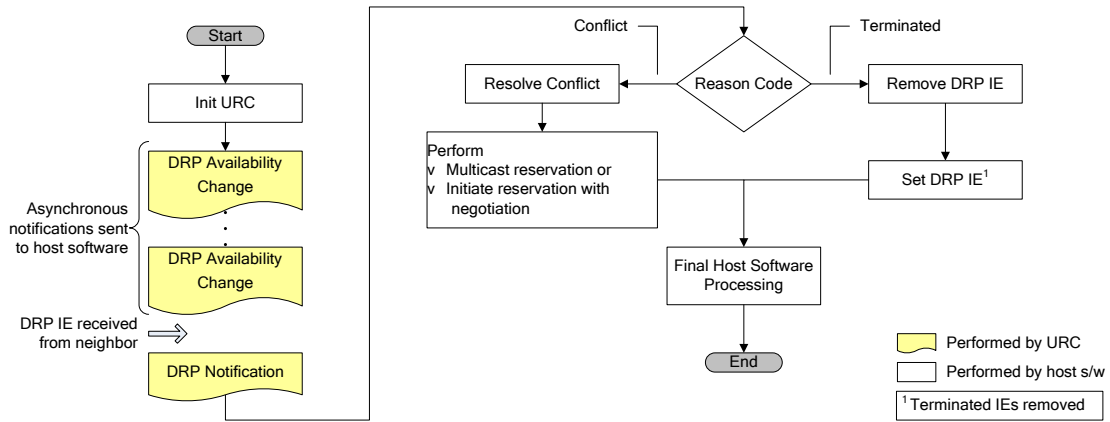 Start
Init URC
DRP Availability
Change
Asynchronous
notifications sent
to host software
DRP Availability
Change
DRP IE received
from neighbor
DRP Notification
Conflict
Terminated
Reason Code
Resolve Conflict
Remove DRP IE
Perform
v Multicast reservation or
v Initiate reservation with
negotiation
Set DRP IE1
Final Host Software
Processing
End
Performed by URC
Performed by host s/w
1 Terminated IEs removed